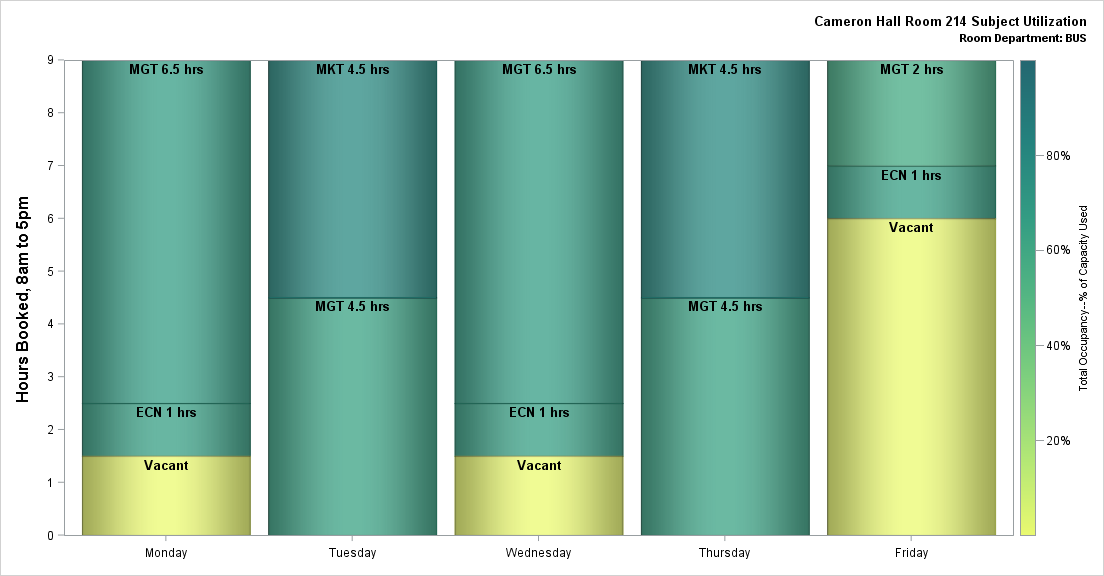 Cameron Hall Room 214 Subject Utilization
Room Department: BUS
Hours Booked, 8am to 5pm
9
8
7
6
5
4
3
2
1
0
MGT 6.5 hrs
ECN 1 hrs
Vacant
MKT 4.5 hrs
MGT 4.5 hrs
MGT 6.5 hrs
ECN 1 hrs
Vacant
MKT 4.5 hrs
MGT 4.5 hrs
MGT 2 hrs
ECN 1 hrs
Vacant
Monday
Tuesday
Wednesday
Thursday
Friday
80%
60%
40%
20%
Total Occupancy--% of Capacity Used